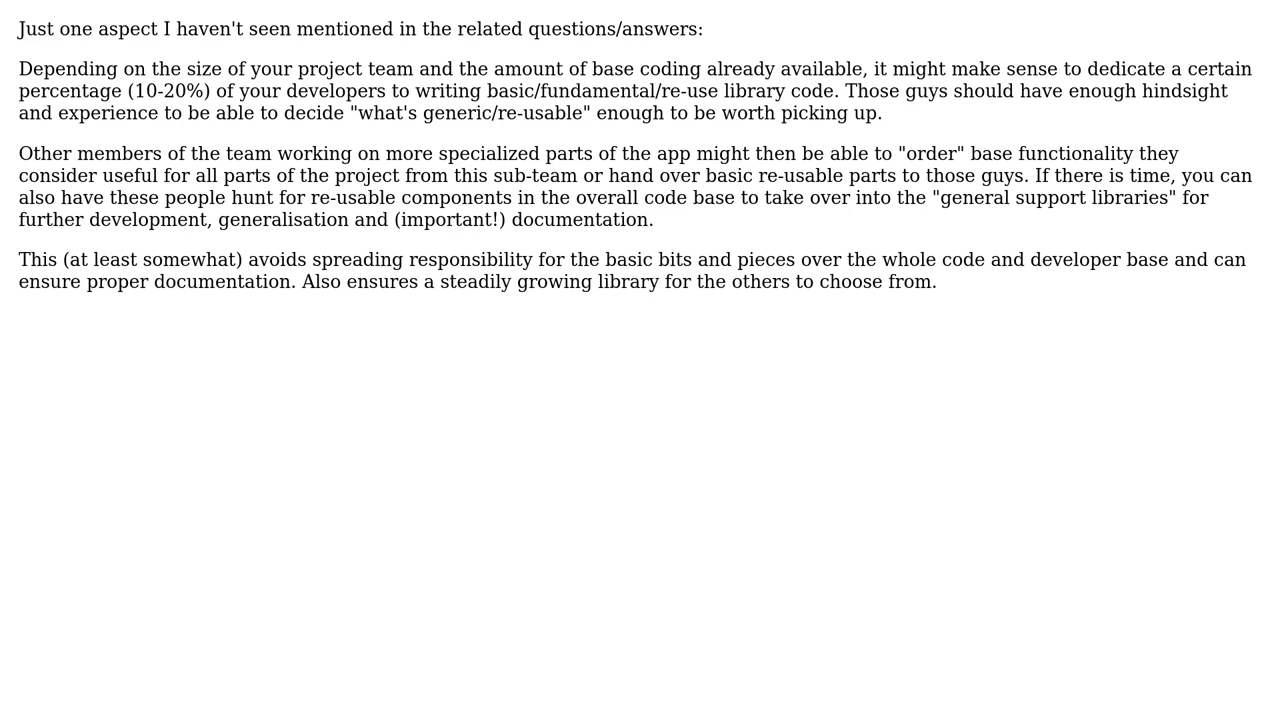 Just one aspect I haven't seen mentioned in the related questions/answers:
Depending on the size of your project team and the amount of base coding already available, it might make sense to dedicate a certain
percentage (10-20%) of your developers to writing basic/fundamental/re-use library code. Those guys should have enough hindsight
and experience to be able to decide "what's generic/re-usable" enough to be worth picking up.
Other members of the team working on more specialized parts of the app might then be able to "order" base functionality they
consider useful for all parts of the project from this sub-team or hand over basic re-usable parts to those guys. If there is time, you can
also have these people hunt for re-usable components in the overall code base to take over into the "general support libraries" for
further development, generalisation and (important!) documentation.
This (at least somewhat) avoids spreading responsibility for the basic bits and pieces over the whole code and developer base and can
ensure proper documentation. Also ensures a steadily growing library for the others to choose from.